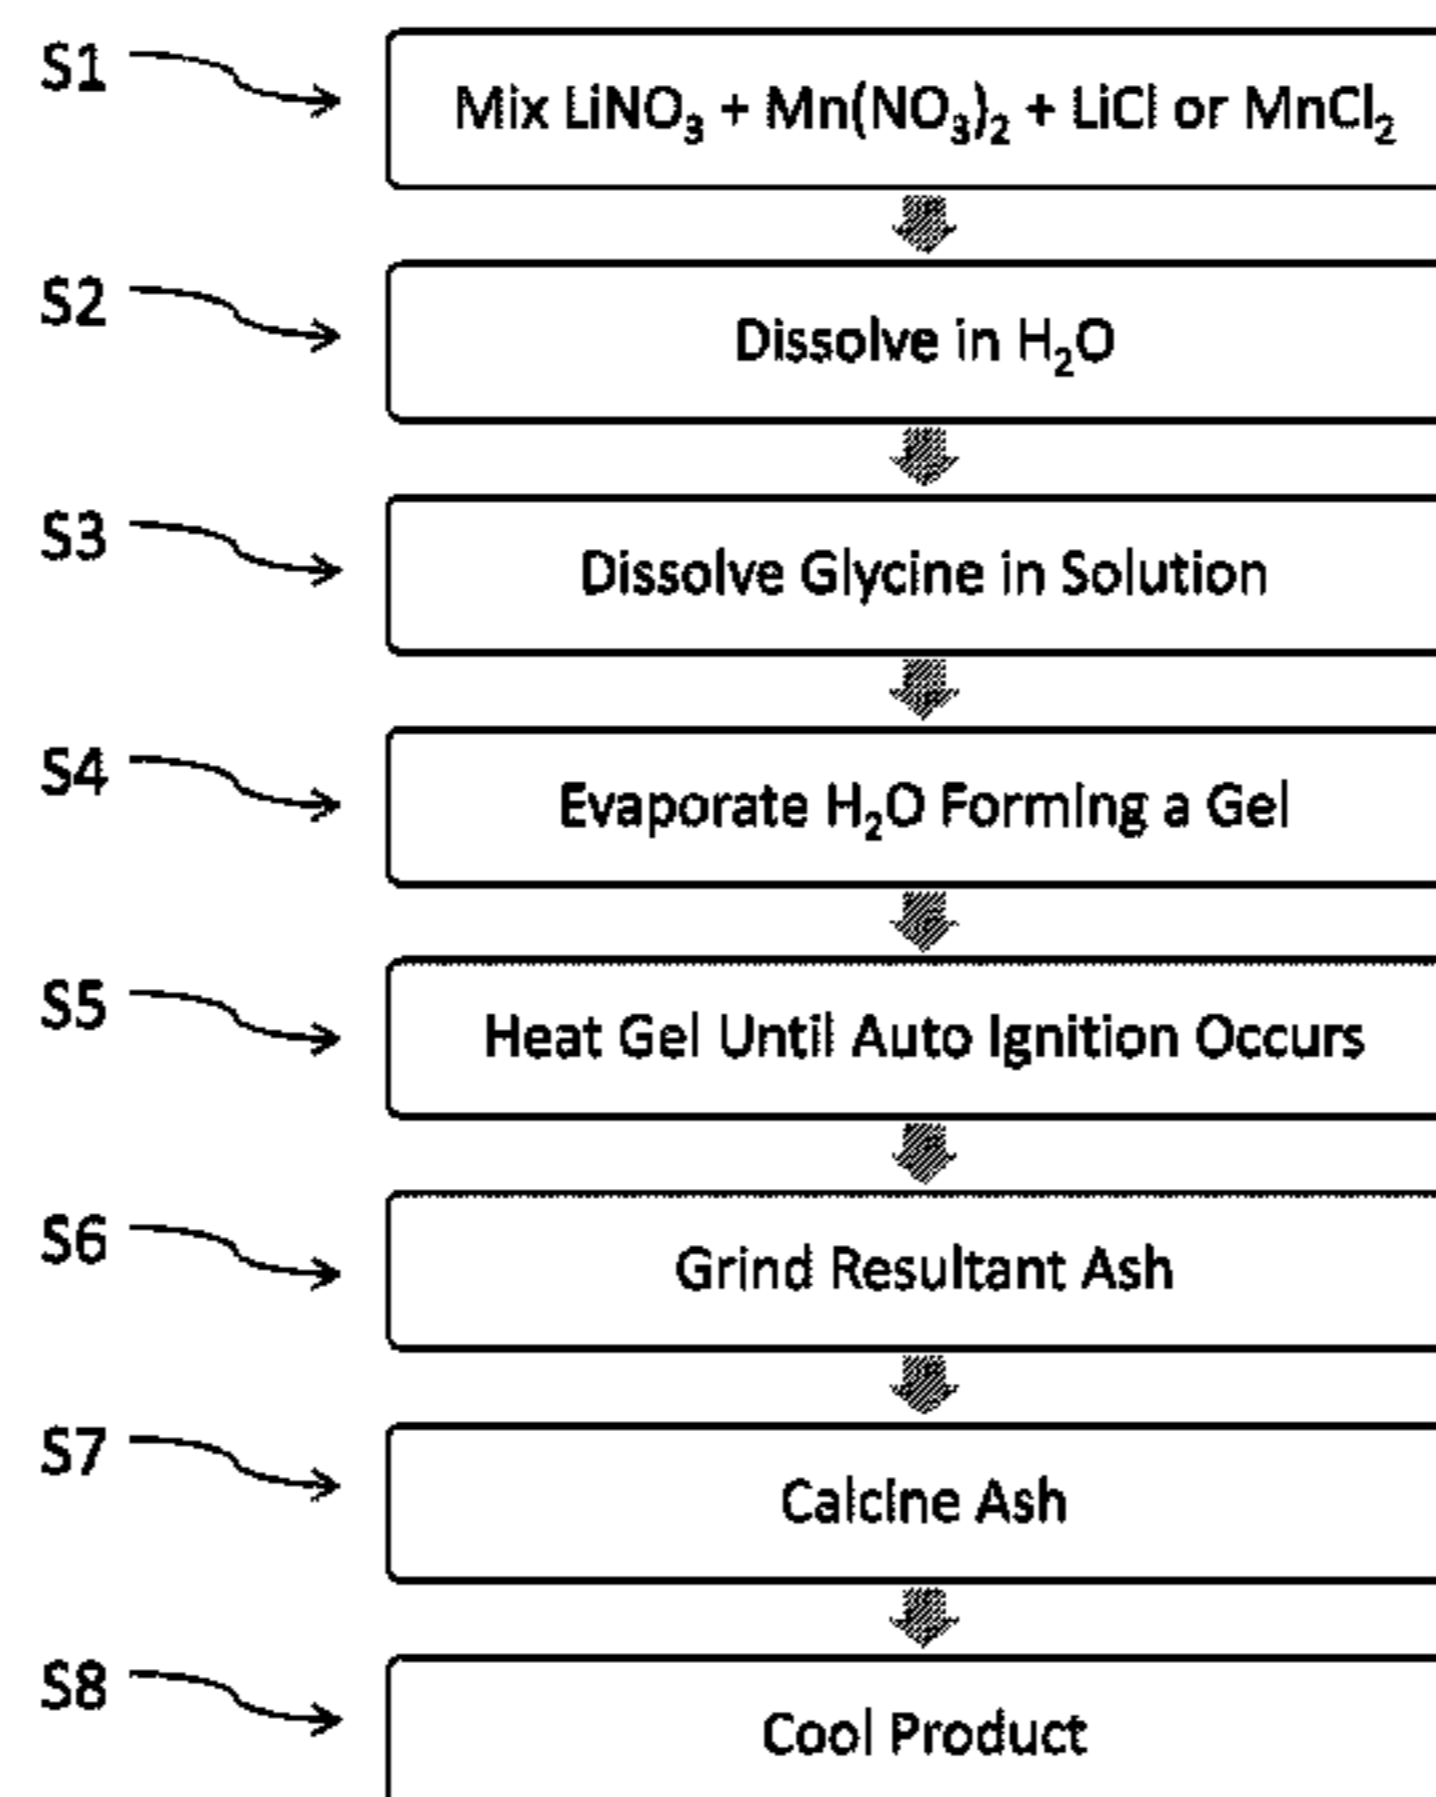 S1 Mix LiNO₃ + Mn(NO₃)₂ + LiCl or MnCl₂
S2 Dissolve in H₂O
S3 Dissolve Glycine in Solution
S4 Evaporate H₂O Forming a Gel
S5 Heat Gel Until Auto Ignition Occurs
S6 Grind Resultant Ash
S7 Calcine Ash
S8 Cool Product